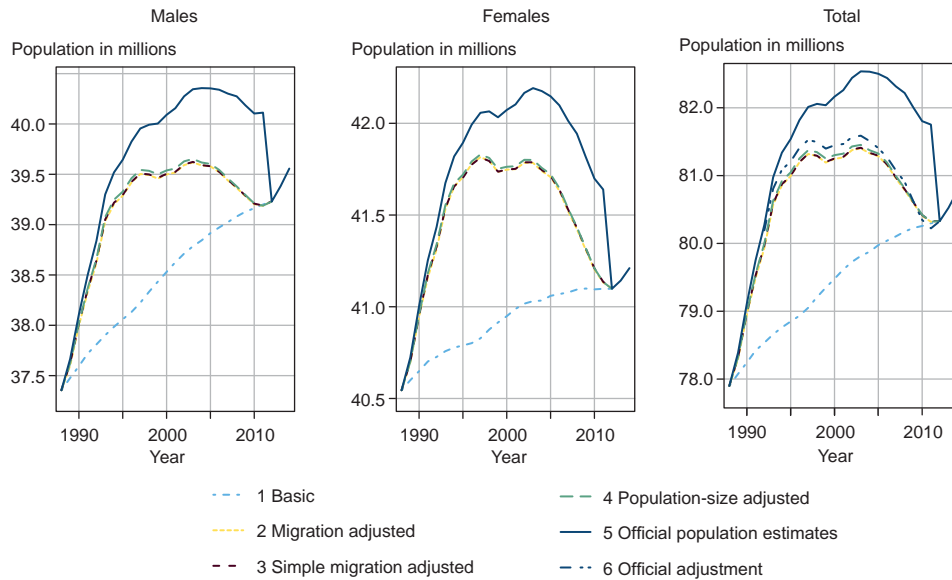 Males
Females
Total
Population in millions
Population in millions
Population in millions
40.0
39.5
39.0
38.5
38.0
37.5
1990
2000
2010
Year
42.0
41.5
41.0
40.5
1990
2000
2010
Year
82.0
81.0
80.0
79.0
78.0
1990
2000
2010
Year
1 Basic
2 Migration adjusted
3 Simple migration adjusted
4 Population-size adjusted
5 Official population estimates
6 Official adjustment